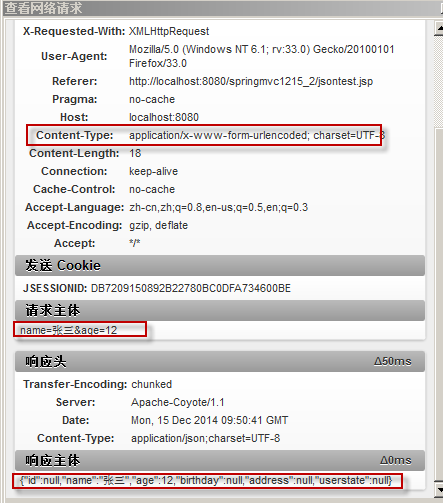 查看网络请求
X-Requested-With: XMLHttpRequest
User-Agent: Mozilla/5.0 (Windows NT 6.1; rv:33.0) Gecko/20100101
Firefox/33.0
Referer: http://localhost:8080/springmvc1215_2/jsontest.jsp
Pragma: no-cache
Host: localhost:8080
Content-Type: application/x-www-form-urlencoded; charset=UTF-8
Content-Length: 18
Connection: keep-alive
Cache-Control: no-cache
Accept-Language: zh-cn,zh;q=0.8,en-us;q=0.5,en;q=0.3
Accept-Encoding: gzip, deflate
Accept: */*
发送 Cookie
JSESSIONID: DB7209150892B22780BC0DFA734600BE
请求主体
name=张三&age=12
响应头 Δ50ms
Transfer-Encoding: chunked
Server: Apache-Coyote/1.1
Date: Mon, 15 Dec 2014 09:50:41 GMT
Content-Type: application/json;charset=UTF-8
响应主体 Δ0ms
{"id":null,"name":"张三","age":12,"birthday":null,"address":null,"userstate":null}